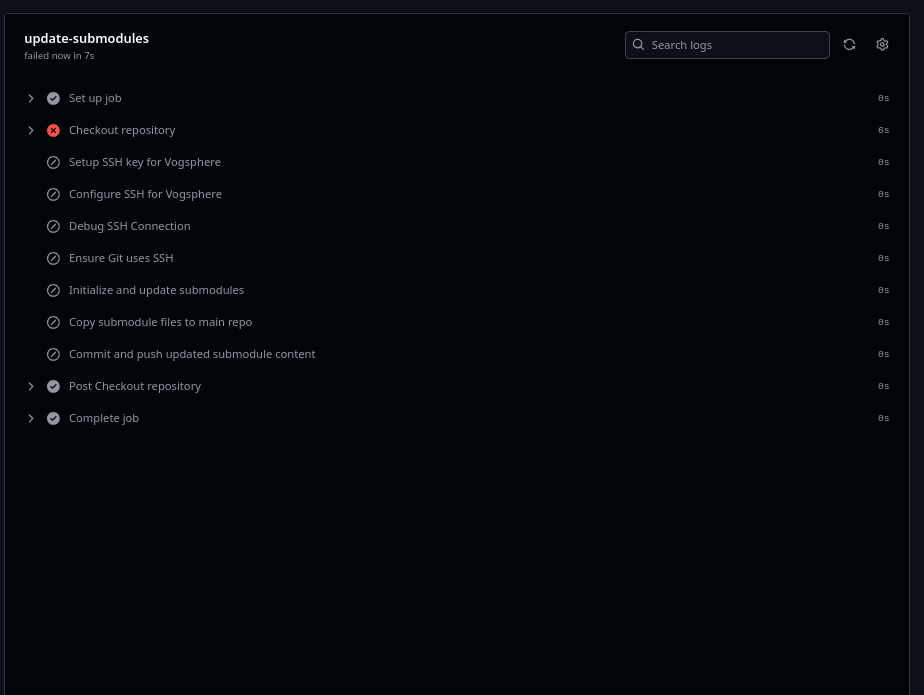 update-submodules
failed now in 7s
Search logs
Set up job 0s
Checkout repository 6s
Setup SSH key for Vogsphere 0s
Configure SSH for Vogsphere 0s
Debug SSH Connection 0s
Ensure Git uses SSH 0s
Initialize and update submodules 0s
Copy submodule files to main repo 0s
Commit and push updated submodule content 0s
Post Checkout repository 0s
Complete job 0s